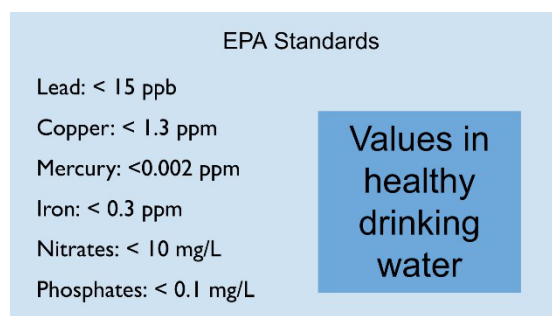 EPA Standards
Lead: < 15 ppb
Copper: < 1.3 ppm
Mercury: <0.002 ppm
Iron: < 0.3 ppm
Nitrates: < 10 mg/L
Phosphates: < 0.1 mg/L
Values in
healthy
drinking
water